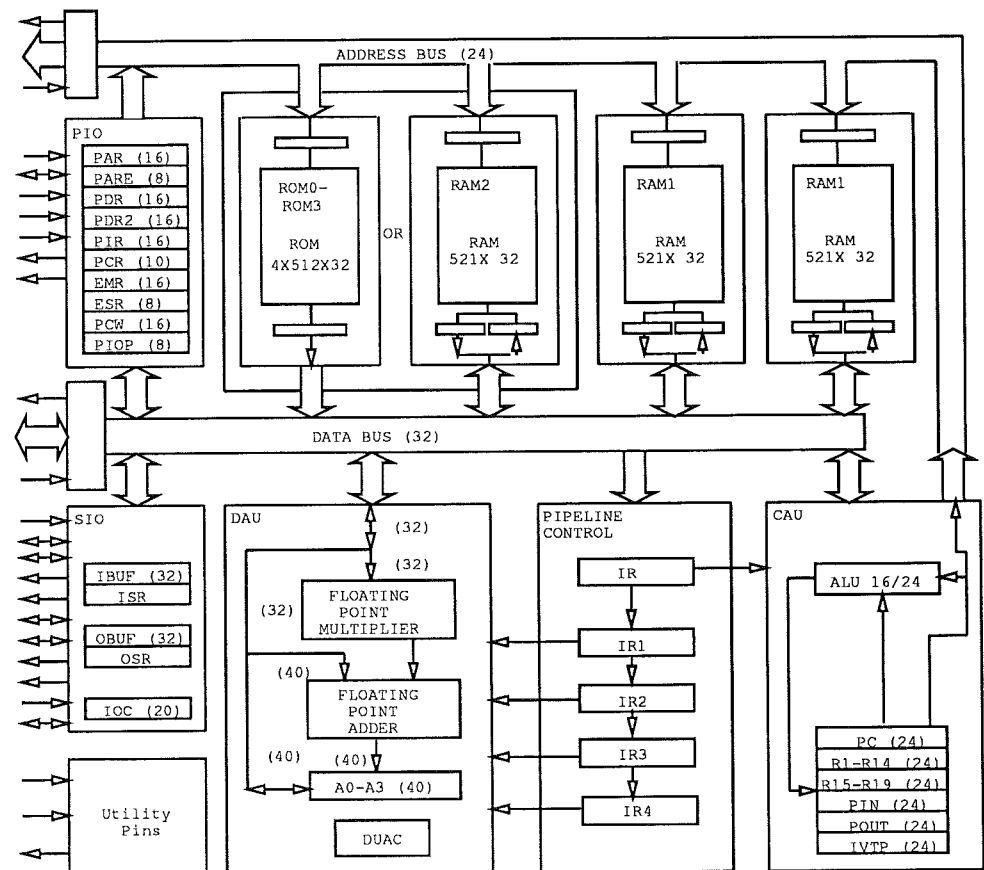 ADDRESS BUS (24)
PIO
PAR (16)
PARE (8)
PDR (16)
PDR2 (16)
PIR (16)
PCR (10)
EMR (16)
ESR (8)
PCW (16)
PIOP (8)
ROM0-
ROM3
ROM
4X512X32
OR
RAM2
RAM
521X 32
RAM1
RAM
521X 32
RAM1
RAM
521X 32
DATA BUS (32)
SIO
IBUF (32)
ISR
OBUF (32)
OSR
IOC (20)
Utility
Pins
DAU
(32)
(32)
(32)
FLOATING
POINT
MULTIPLIER
(40)
FLOATING
POINT
ADDER
(40)
(40)
A0-A3 (40)
DUAC
PIPELINE
CONTROL
IR
IR1
IR2
IR3
IR4
CAU
ALU 16/24
PC (24)
R1-R14 (24)
R15-R19 (24)
PIN (24)
POUT (24)
IVTP (24)